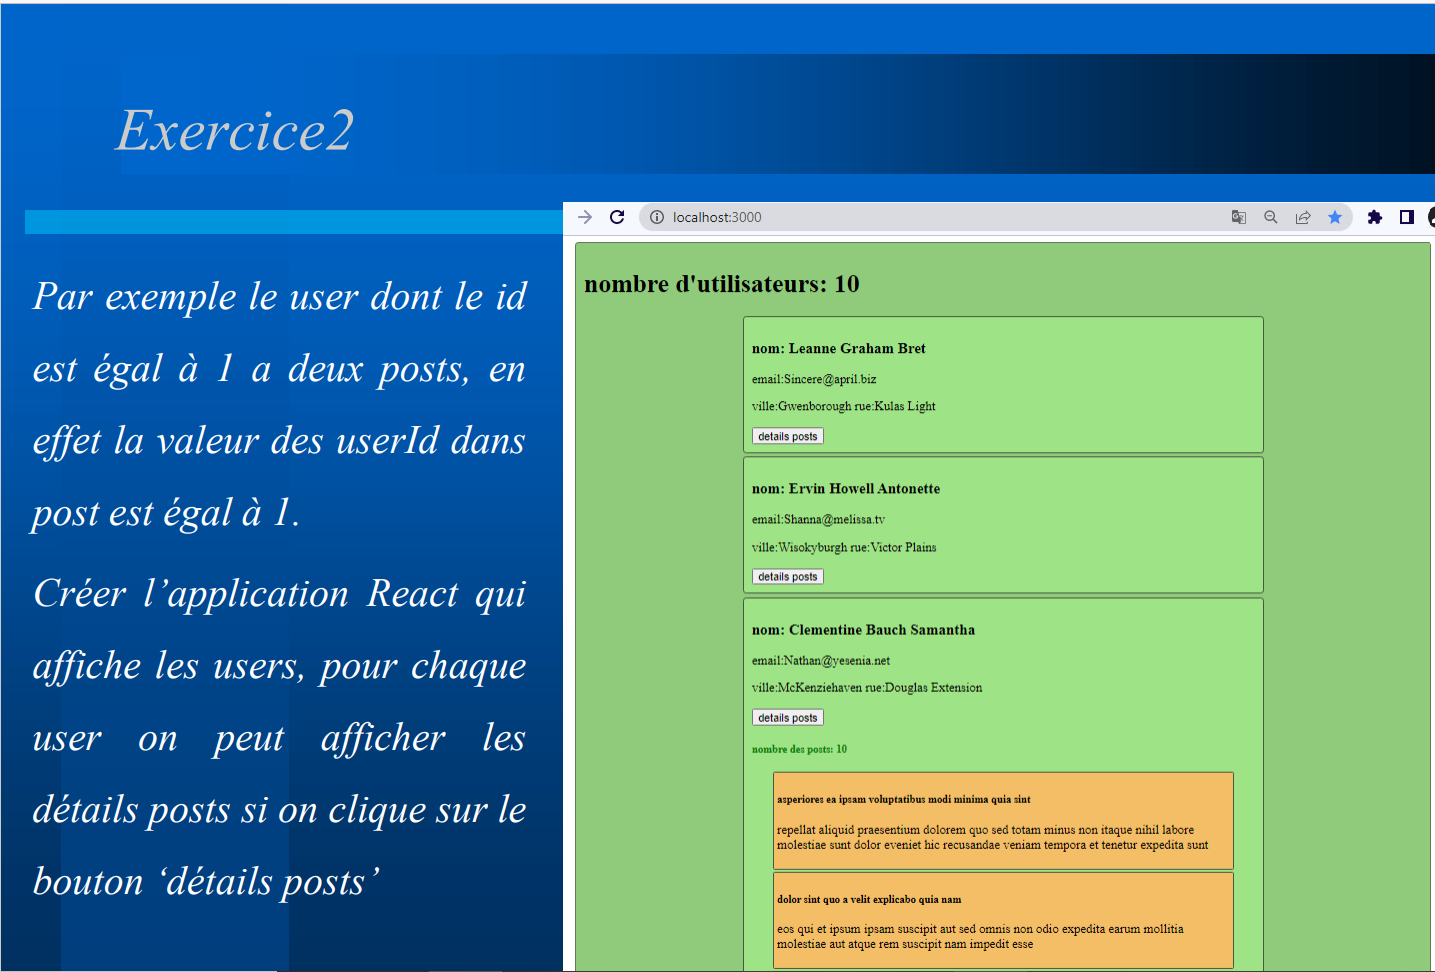 Exercice2
Par exemple le user dont le id
est égal à 1 a deux posts, en
effet la valeur des userId dans
post est égal à 1.
Créer l’application React qui
affiche les users, pour chaque
user on peut afficher les
détails posts si on clique sur le
bouton ‘détails posts’
localhost:3000
nombre d'utilisateurs: 10
nom: Leanne Graham Bret
email:Sincere@april.biz
ville:Gwenborough rue:Kulas Light
details posts
nom: Ervin Howell Antonette
email:Shanna@melissa.tv
ville:Wisokyburgh rue:Victor Plains
details posts
nom: Clementine Bauch Samantha
email:Nathan@yesenia.net
ville:McKenziehaven rue:Douglas Extension
details posts
nombre des posts: 10
asperiores ea ipsam voluptatibus modi minima quia sint
repellat aliquid praesentium dolorem quo sed totam minus non itaque nihil labore
molestiae sunt dolor eveniet hic recusandae veniam tempora et tenetur expedita sunt
dolor sint quo a velit explicabo quia nam
eos qui et ipsum ipsam suscipit aut sed omnis non odio expedita earum mollitia
molestiae aut atque rem suscipit nam impedit esse